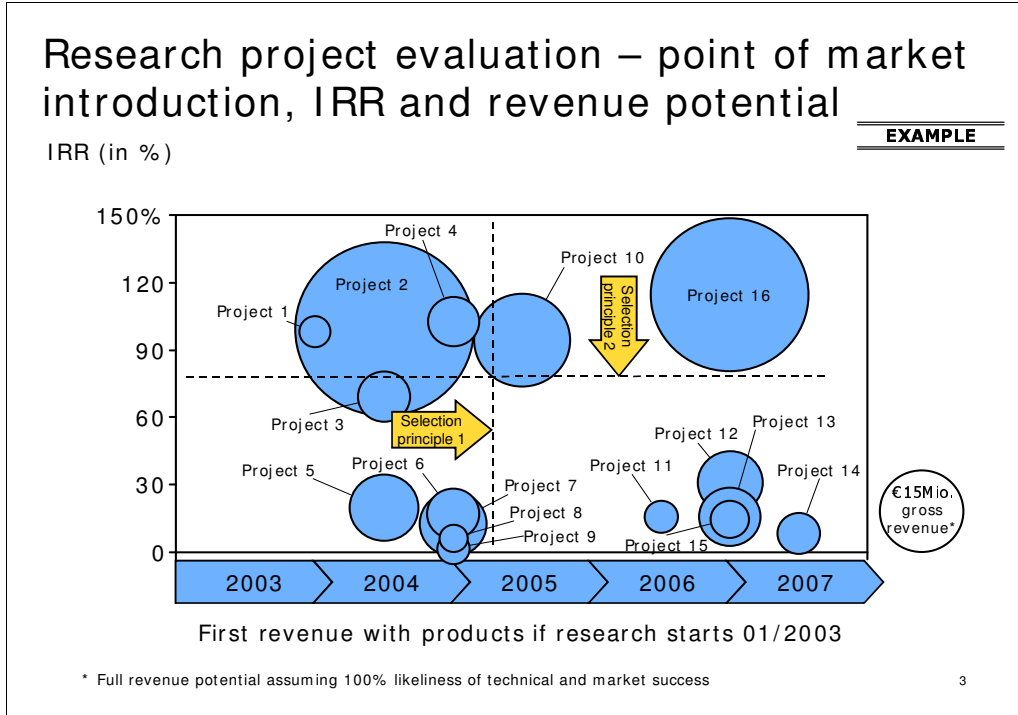 Research project evaluation – point of market
introduction, IRR and revenue potential
EXAMPLE
IRR (in %)
150%
120
90
60
30
0
Project 4
Project 2
Project 1
Project 3
Project 10
Selection
principle 2
Project 16
Selection
principle 1
Project 5
Project 6
Project 7
Project 8
Project 9
Project 11
Project 12
Project 13
Project 14
Project 15
€15Mio.
gross
revenue*
2003
2004
2005
2006
2007
First revenue with products if research starts 01/2003
* Full revenue potential assuming 100% likeliness of technical and market success
3